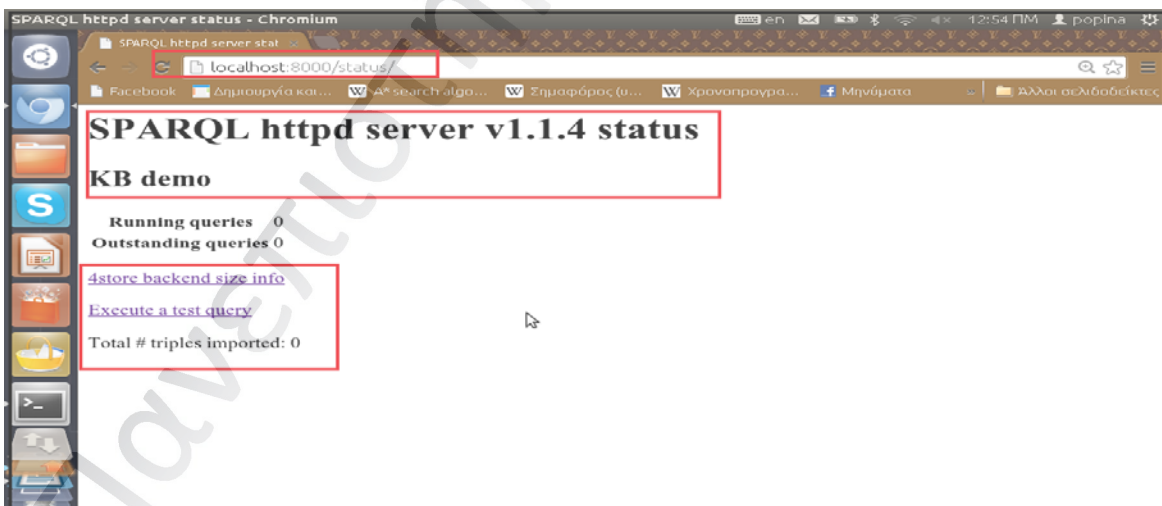 SPARQL httpd server status - Chromium
en
12:54 ΠΜ
popina
SPARQL httpd server stat
localhost:8000/status/
Facebook
Δημιουργία και...
W A* search algo...
W Σημαφόρος (υ...
W Χρονοπρογρα...
Μηνύματα
»
Άλλοι σελιδοδείκτες
SPARQL httpd server v1.1.4 status
KB demo
Running queries 0
Outstanding queries 0
4store backend size info
Execute a test query
Total # triples imported: 0